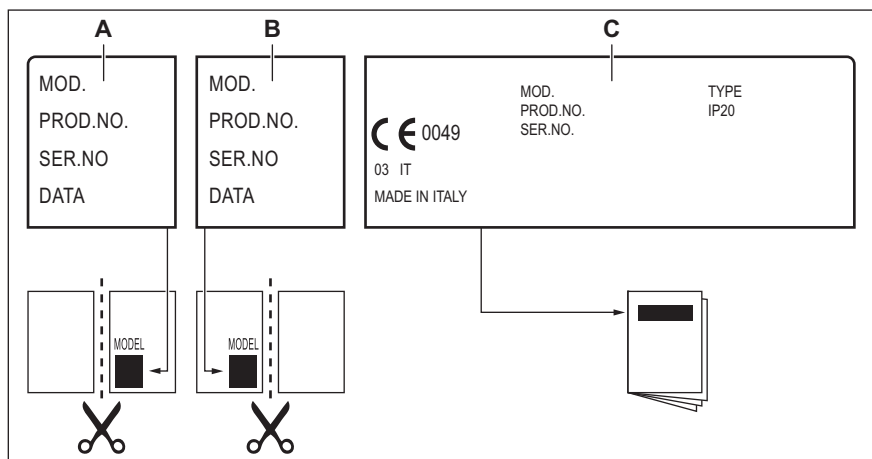 A
B
C
MOD.
PROD.NO.
SER.NO
DATA
MOD.
PROD.NO.
SER.NO
DATA
MOD.
PROD.NO.
SER.NO.
TYPE
IP20
CE 0049
03 IT
MADE IN ITALY
MODEL
MODEL